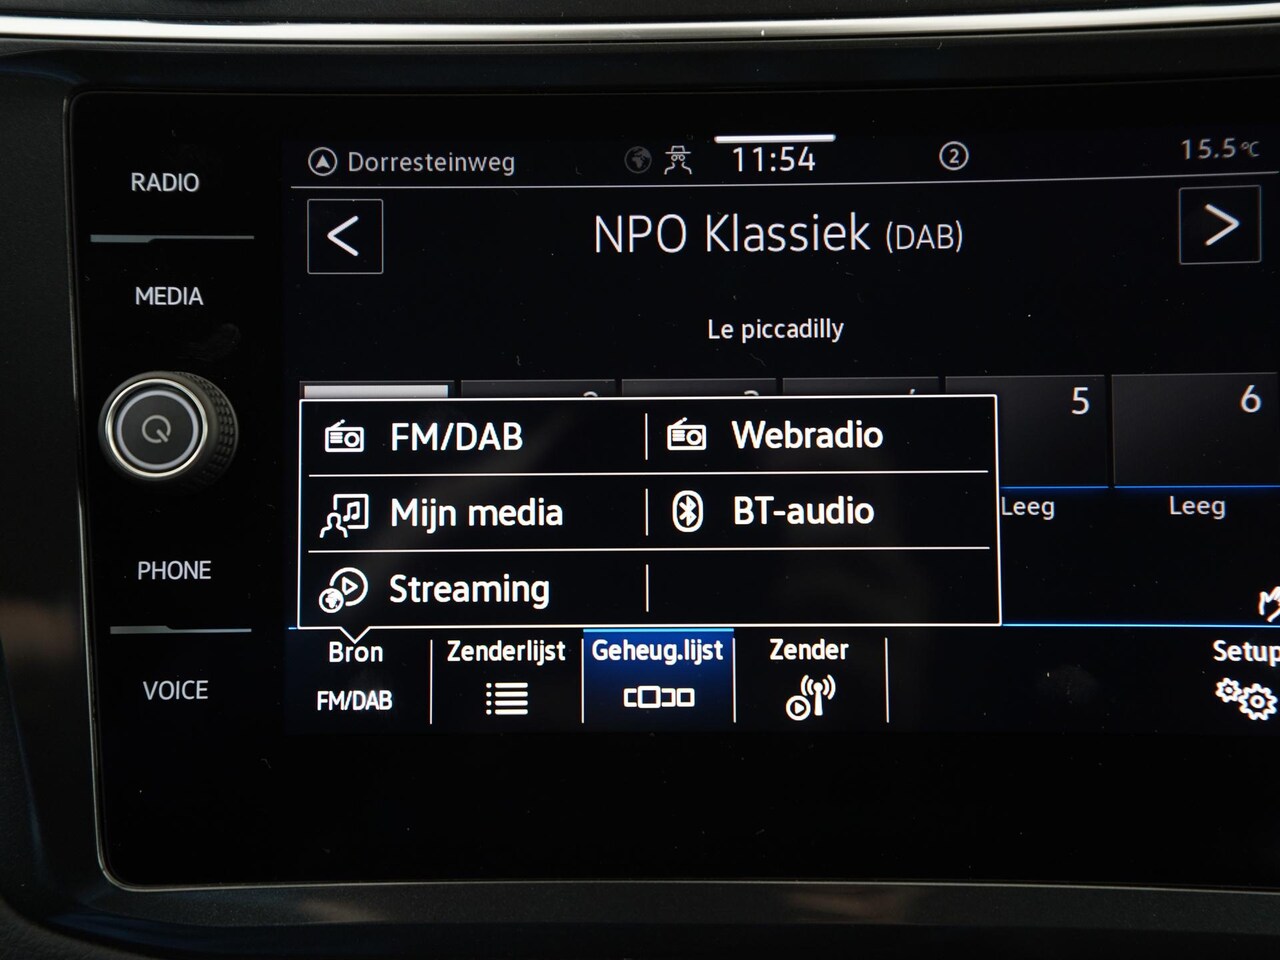 RADIO
MEDIA
PHONE
VOICE
Dorresteinweg
11:54
2
15.5°C
<
NPO Klassiek (DAB)
>
Le piccadilly
5
6
FM/DAB
Webradio
Mijn media
BT-audio
Streaming
Leeg
Leeg
Bron
FM/DAB
Zenderlijst
Geheug.lijst
Zender
Setup